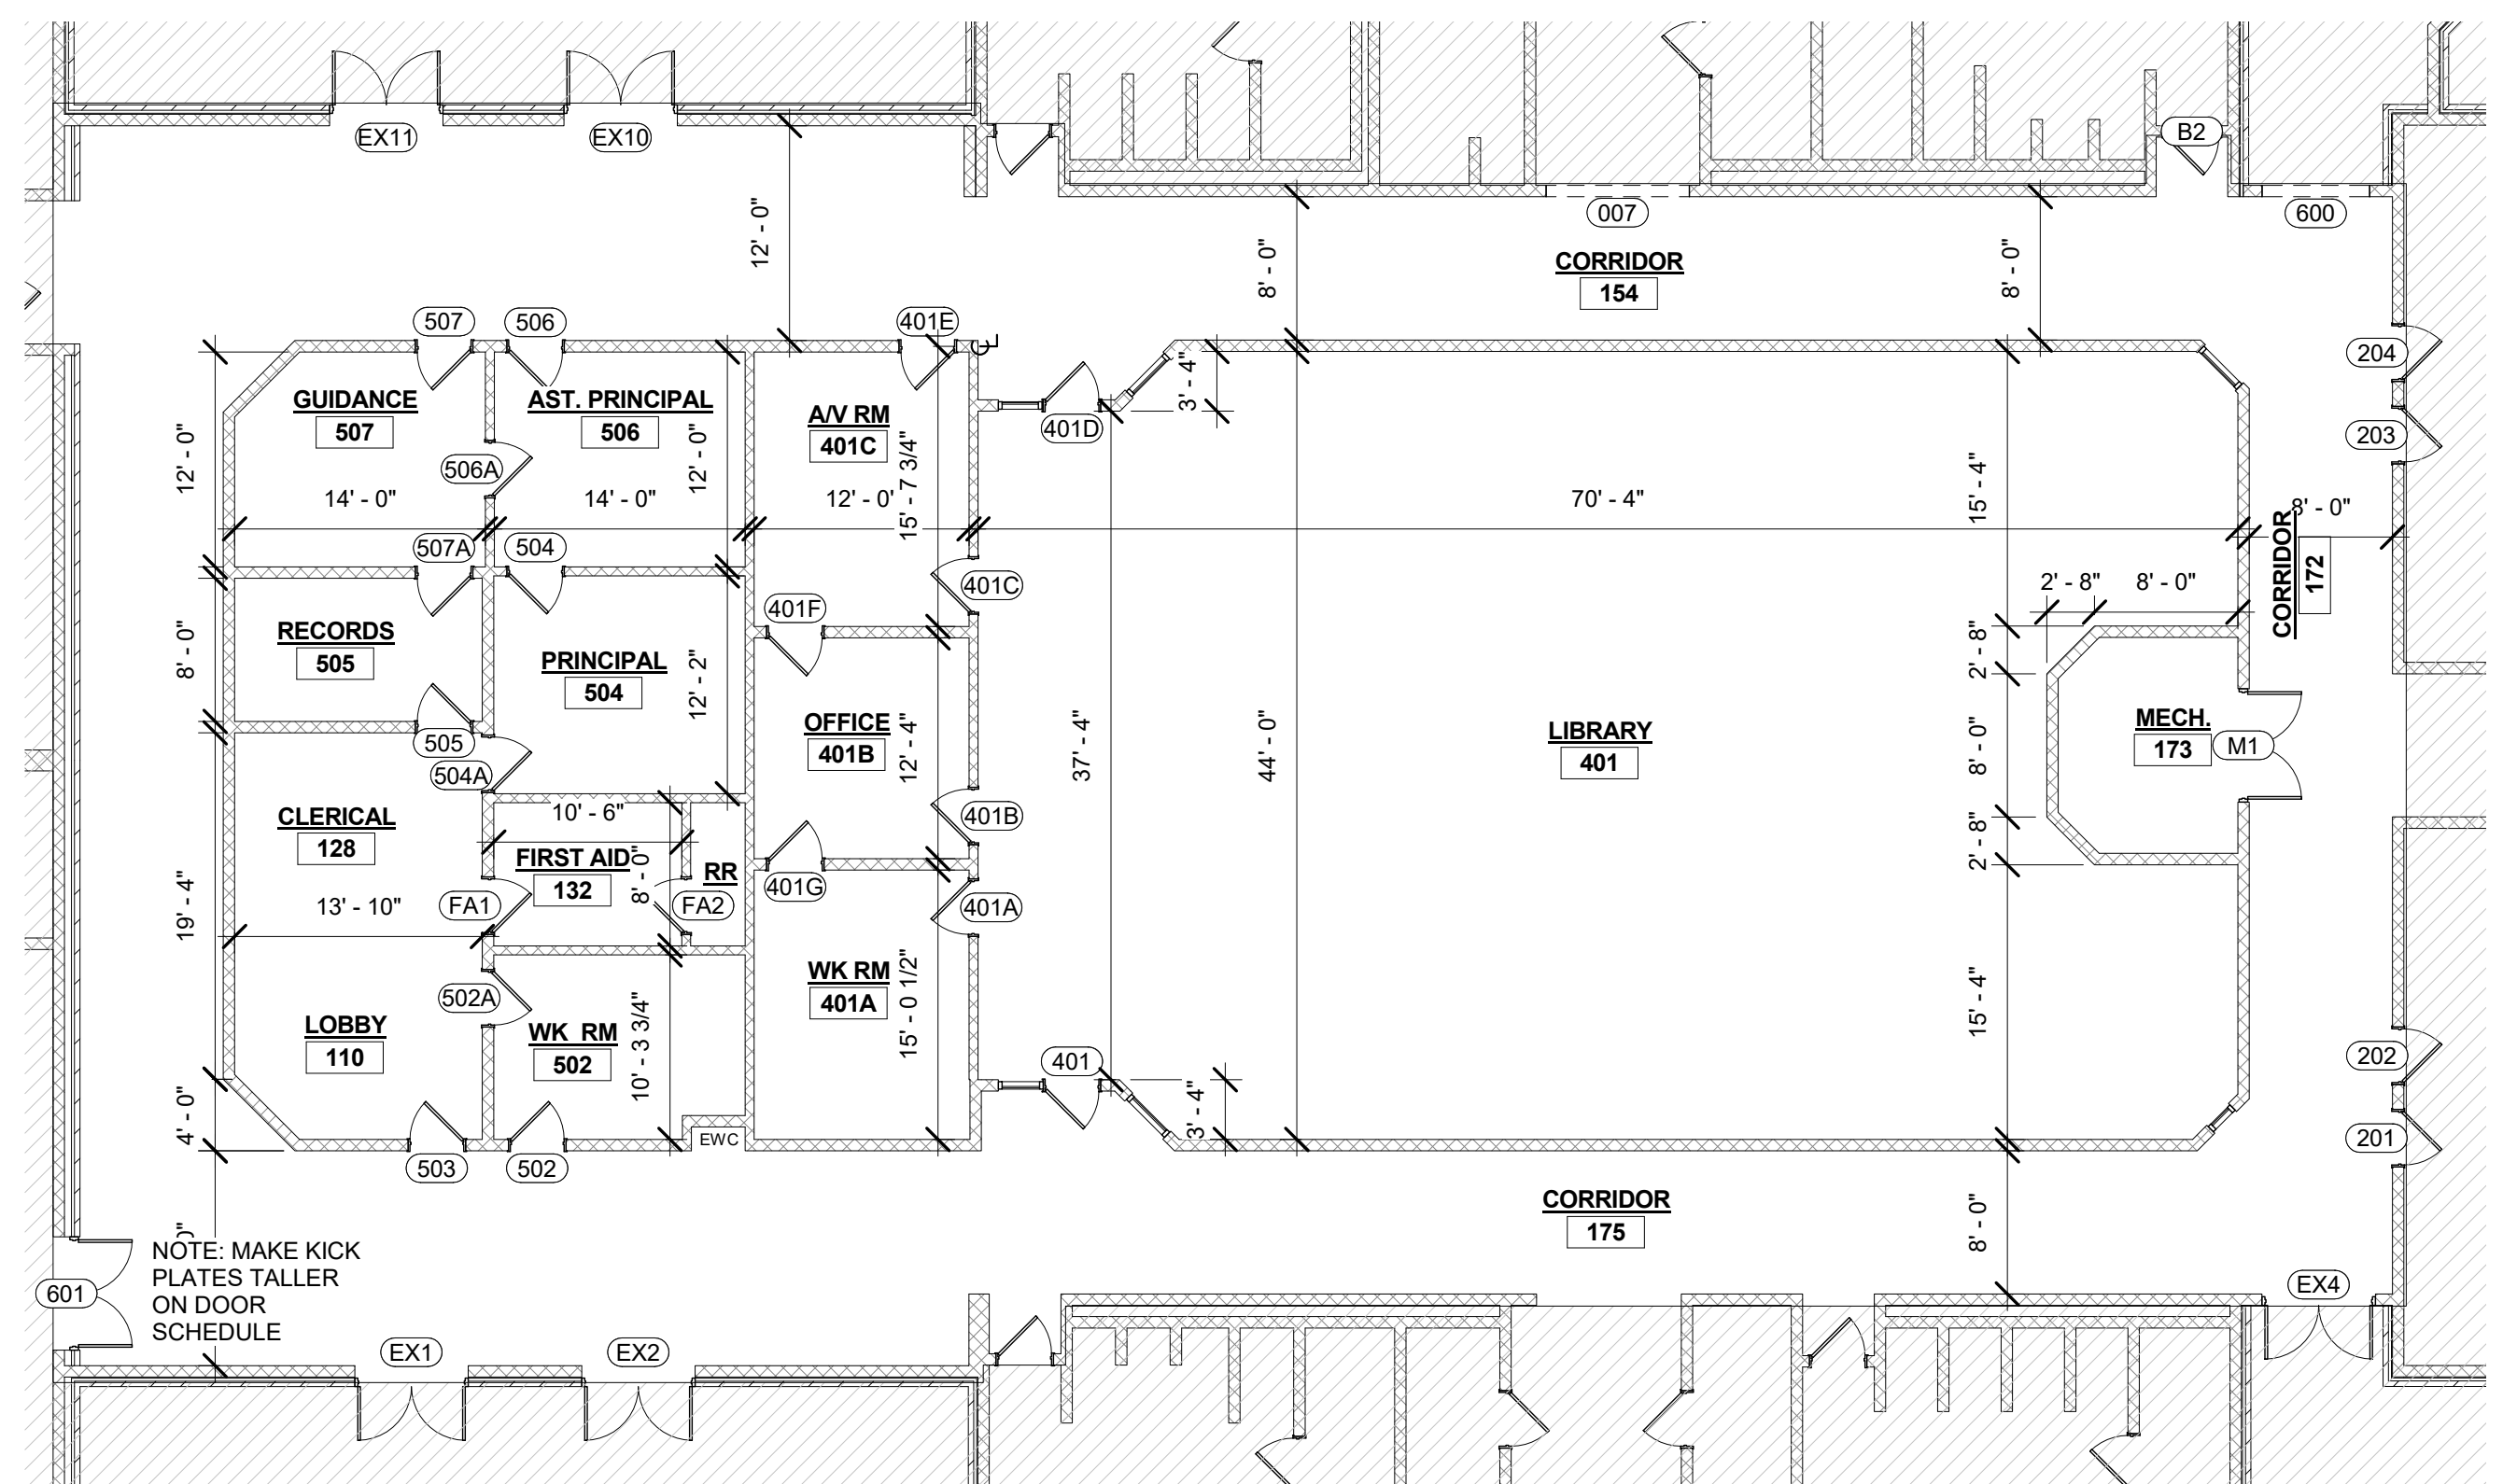 EX11
EX10
B2
007
600
12' - 0"
8' - 0"
CORRIDOR
154
8' - 0"
507
506
401E
204
GUIDANCE
507
AST. PRINCIPAL
506
A/V RM
401C
401D
3' - 4"
203
12' - 0"
506A
12' - 0"
14' - 0"
14' - 0"
12' - 0'
15' - 7 3/4"
70' - 4"
15' - 4"
8' - 0"
507A
504
401C
CORRIDOR
172
2' - 8"
8' - 0"
401F
RECORDS
505
8' - 0"
PRINCIPAL
504
12' - 2"
2' - 8"
OFFICE
401B
12' - 4"
37' - 4"
44' - 0"
LIBRARY
401
8' - 0"
MECH.
173
M1
505
504A
CLERICAL
128
10' - 6"
401B
2' - 8"
FIRST AID
132
8' - 0"
RR
401G
19' - 4"
13' - 10"
FA1
FA2
401A
502A
WK RM
401A
15' - 0 1/2"
15' - 4"
LOBBY
110
WK RM
502
10' - 3 3/4"
401
202
4' - 0"
3' - 4"
EWC
201
503
502
CORRIDOR
175
8' - 0"
0"
NOTE: MAKE KICK
PLATES TALLER
ON DOOR
SCHEDULE
601
EX4
EX1
EX2